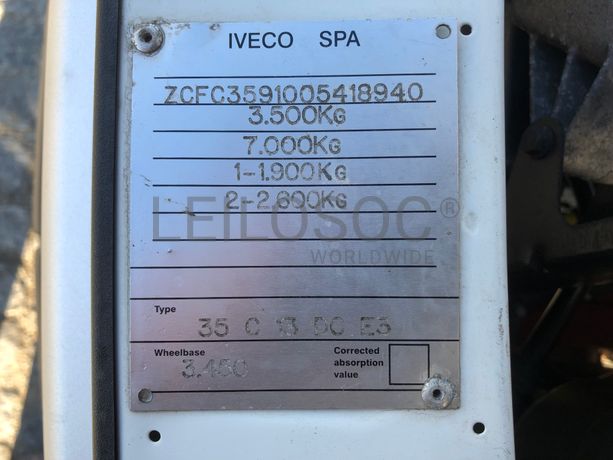 IVECO SPA
ZCFC3591005418940
3.500KG
7.000KG
1-1.900KG
2-2.600KG
LEILOSOC®
WORLDWIDE
Type
35 C 13 DC E3
Wheelbase
3.450
Corrected
absorption
value